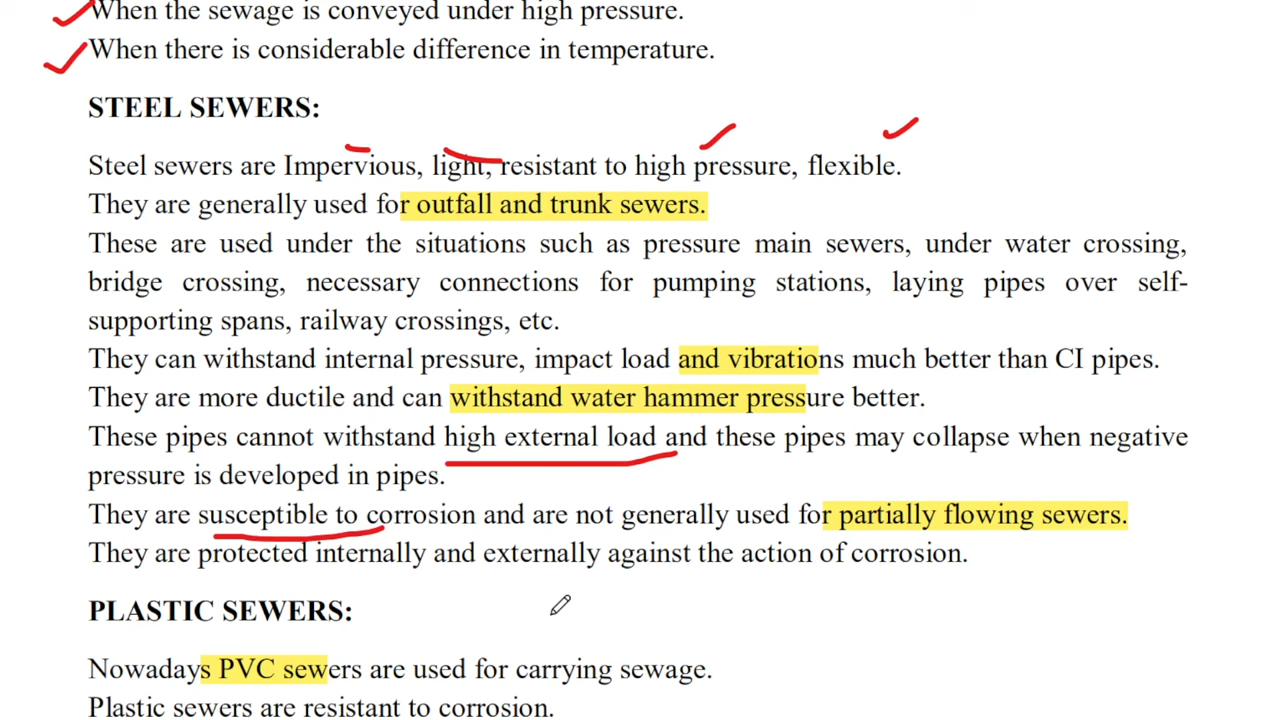 When the sewage is conveyed under high pressure.
When there is considerable difference in temperature.
STEEL SEWERS:
Steel sewers are Impervious, light, resistant to high pressure, flexible.
They are generally used for outfall and trunk sewers.
These are used under the situations such as pressure main sewers, under water crossing,
bridge crossing, necessary connections for pumping stations, laying pipes over self-
supporting spans, railway crossings, etc.
They can withstand internal pressure, impact load and vibrations much better than CI pipes.
They are more ductile and can withstand water hammer pressure better.
These pipes cannot withstand high external load and these pipes may collapse when negative
pressure is developed in pipes.
They are susceptible to corrosion and are not generally used for partially flowing sewers.
They are protected internally and externally against the action of corrosion.
PLASTIC SEWERS:
Nowadays PVC sewers are used for carrying sewage.
Plastic sewers are resistant to corrosion.